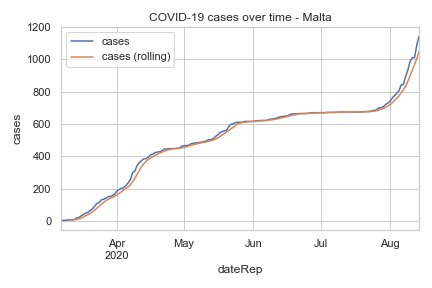 COVID-19 cases over time - Malta
cases
cases (rolling)
1200
1000
800
600
400
200
0
cases
Apr
2020
May
Jun
Jul
Aug
dateRep